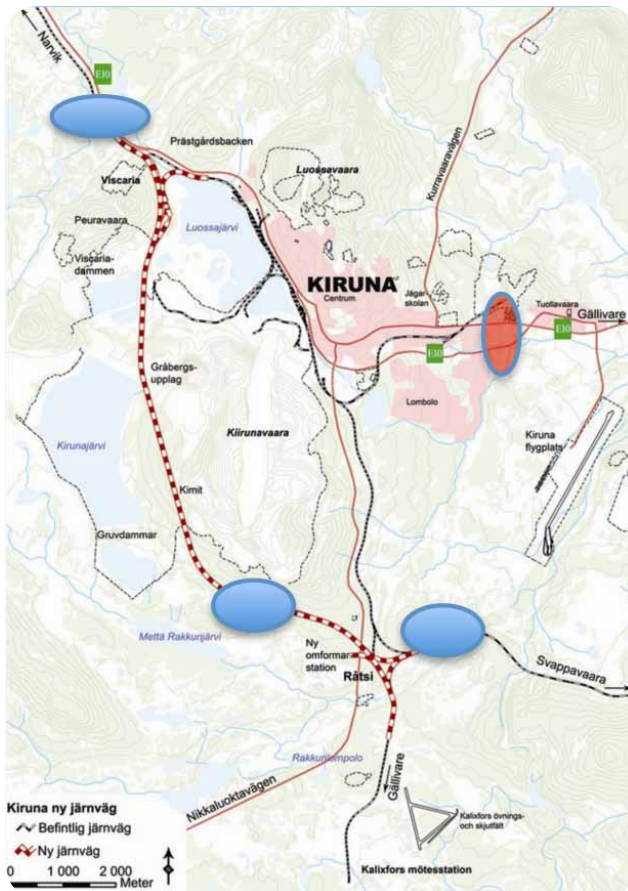 Narvik
E10
Prästgårdsbacken
Viscaria
Luossavaara
Kurravaaravägen
Peuravaara
Luossajärvi
Viscaria-
dammen
KIRUNA
Centrum
Jägar-
skolan
Tuollavaara
Gällivare
E10
E10
Gråbergs-
upplag
Lombolo
Kirunajärvi
Kiirunavaara
Kiruna
flygplats
Kimit
Gruvdammar
Mettä Rakkurijärvi
Ny
omformar-
station
Råtsi
Svappavaara
Rakkurilompolo
Nikkaluoktavägen
Gällivare
Kalixfors övnings-
och skjutfält
Kalixfors mötesstation
Kiruna ny järnväg
Befintlig järnväg
Ny järnväg
0 1 000 2 000
Meter